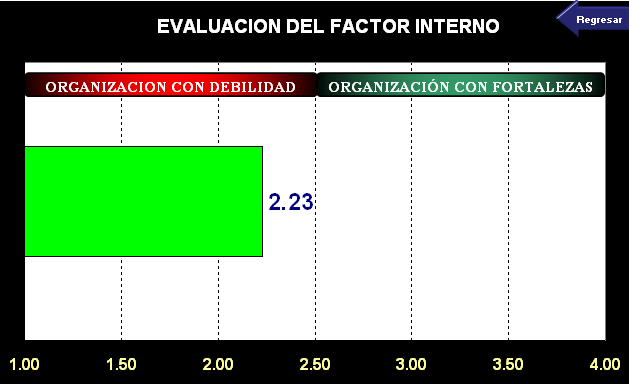 EVALUACION DEL FACTOR INTERNO
Regresar
ORGANIZACION CON DEBILIDAD
ORGANIZACIÓN CON FORTALEZAS
2.23
1.00 1.50 2.00 2.50 3.00 3.50 4.00